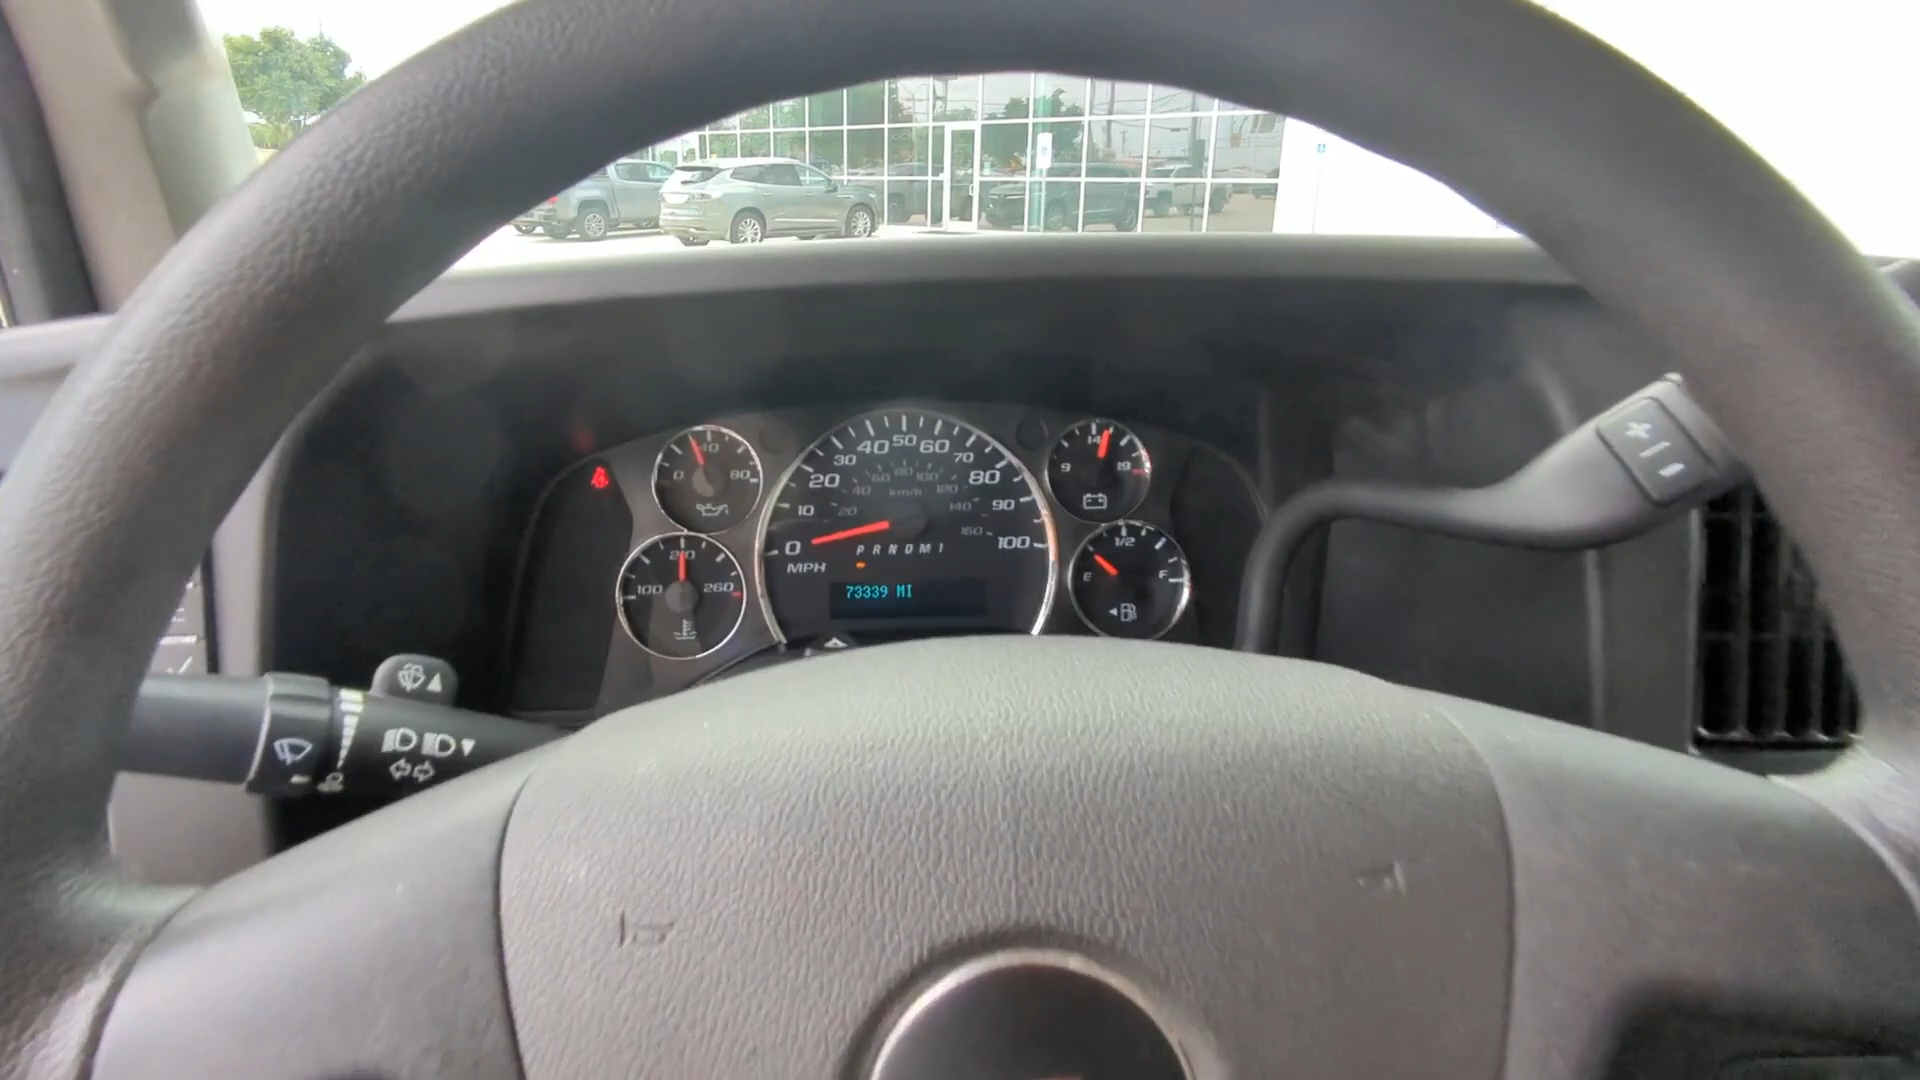 0 40 80
100 210 260
0 10 20 30 40 50 60 70 80 90 100
20 40 60 80 100 120 140 160
km/h
MPH
P R N D M 1
73339 MI
9 14 19
E 1/2 F
+ -